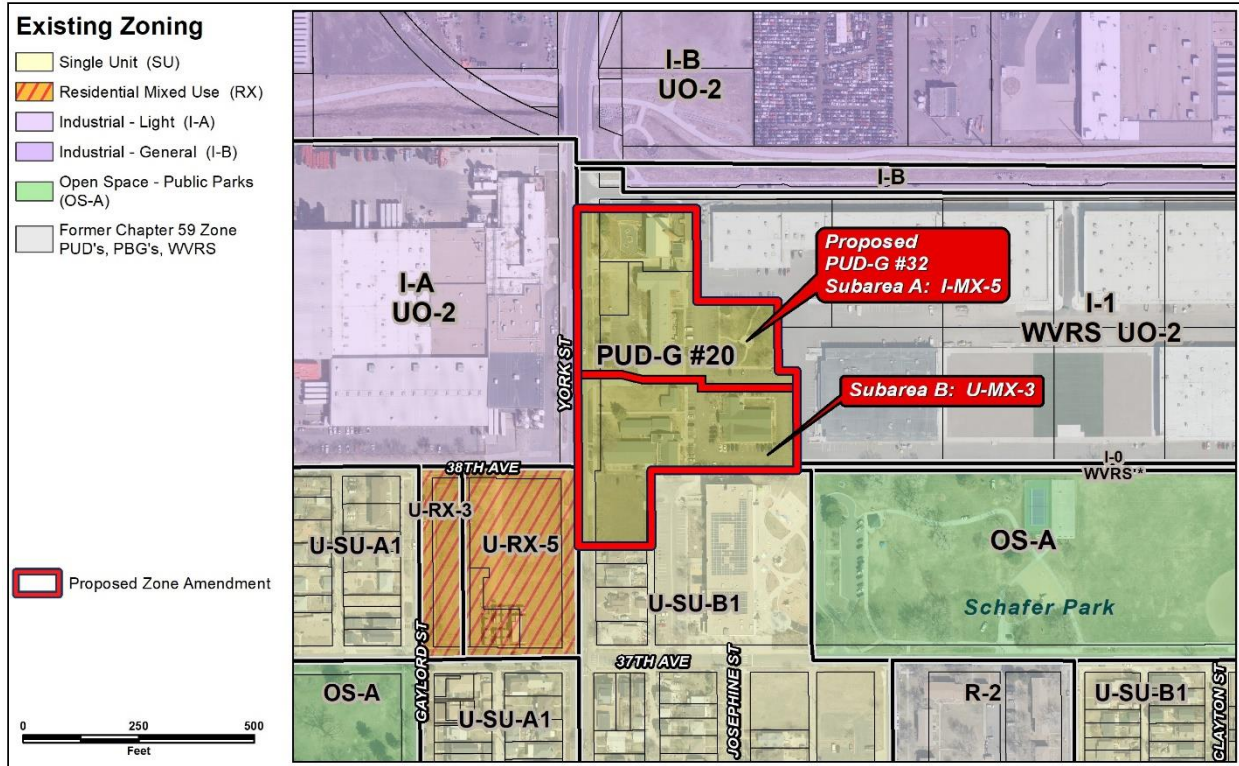 Existing Zoning
Single Unit (SU)
Residential Mixed Use (RX)
Industrial - Light (I-A)
Industrial - General (I-B)
Open Space - Public Parks
(OS-A)
Former Chapter 59 Zone
PUD's, PBG's, WVRS
Proposed Zone Amendment
0 250 500
Feet
I-B
UO-2
I-B
I-A
UO-2
YORK ST
PUD-G #20
Proposed
PUD-G #32
Subarea A: I-MX-5
I-1
WVRS UO-2
Subarea B: U-MX-3
38TH AVE
I-0
WVRS*
U-RX-3
U-SU-A1
U-RX-5
OS-A
U-SU-B1
Schafer Park
GAYLORD ST
37TH AVE
JOSEPHINE ST
OS-A
U-SU-A1
R-2
U-SU-B1
CLAYTON ST